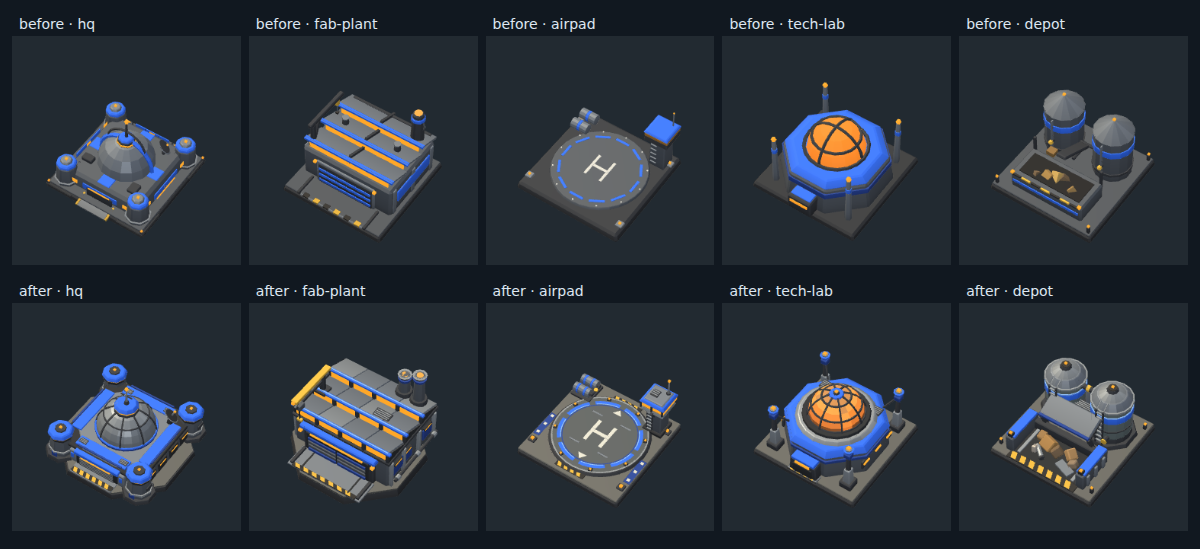 before · hq
before · fab-plant
before · airpad
before · tech-lab
before · depot
H
after · hq
after · fab-plant
after · airpad
after · tech-lab
after · depot
H